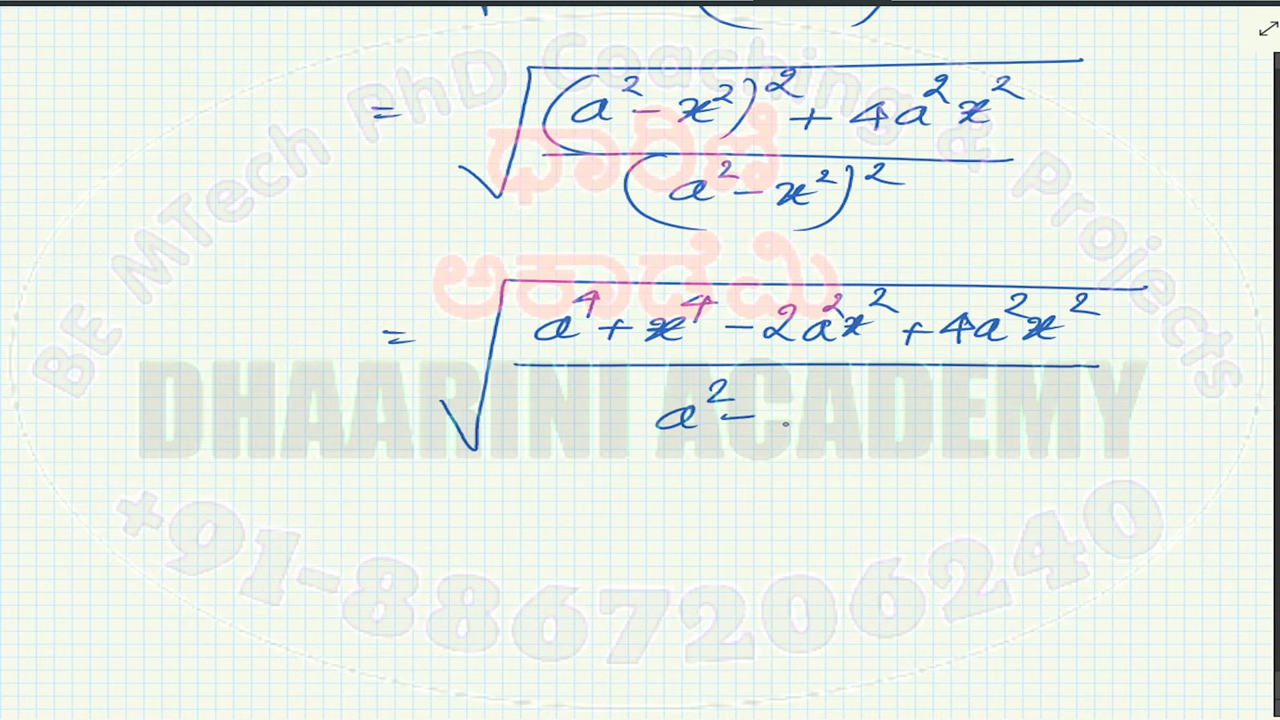 = √(((a² - x²)² + 4a²x²) / (a² - x²)²)
= √((a⁴ + x⁴ - 2a²x² + 4a²x²) / (a² -
BE MTech PhD Coaching & Projects
ಧಾರಿಣಿ
ಅಕಾಡೆಮಿ
DHAARINI ACADEMY
+91-8867206240